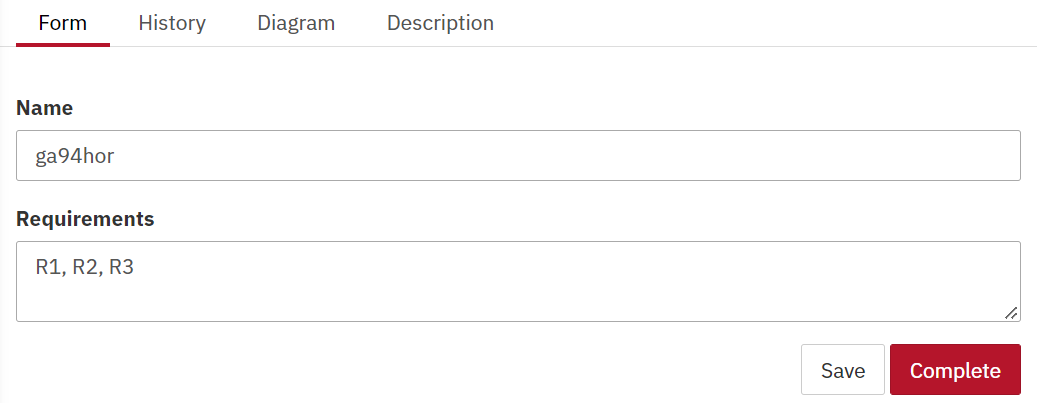 Form History Diagram Description
Name
ga94hor
Requirements
R1, R2, R3
Save Complete